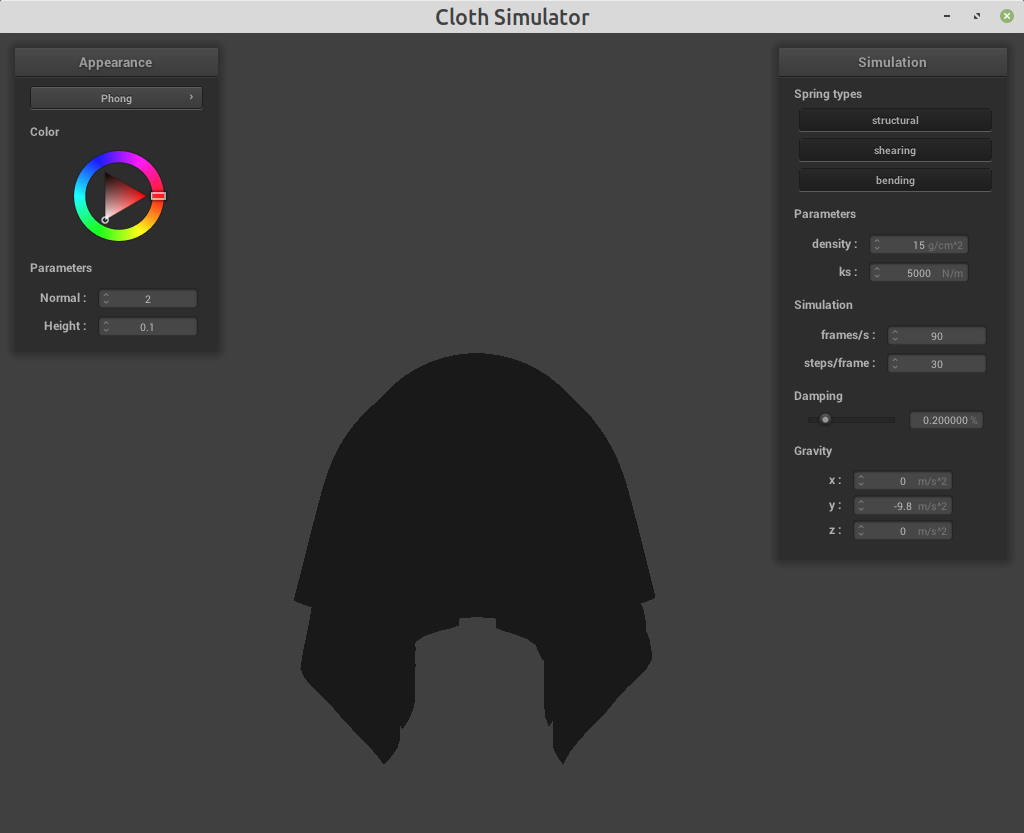 Cloth Simulator
Appearance
Phong
Color
Parameters
Normal : 2
Height : 0.1
Simulation
Spring types
structural
shearing
bending
Parameters
density : 15 g/cm^2
ks : 5000 N/m
Simulation
frames/s : 90
steps/frame : 30
Damping
0.200000 %
Gravity
x : 0 m/s^2
y : -9.8 m/s^2
z : 0 m/s^2